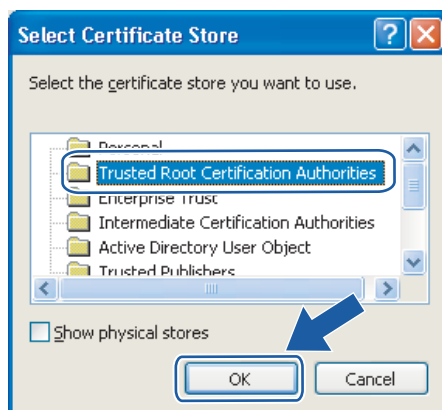 Select Certificate Store
Select the certificate store you want to use.
Personal
Trusted Root Certification Authorities
Enterprise Trust
Intermediate Certification Authorities
Active Directory User Object
Trusted Publishers
Show physical stores
OK
Cancel